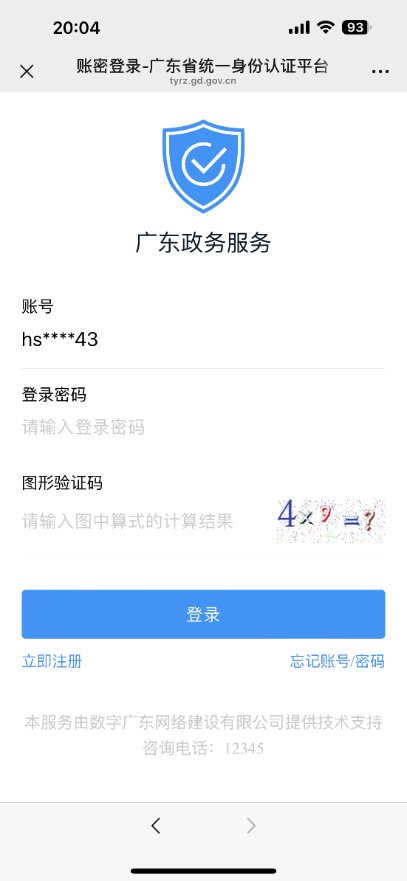 20:04
93
账密登录-广东省统一身份认证平台
tyrz.gd.gov.cn
广东政务服务
账号
hs****43
登录密码
请输入登录密码
图形验证码
请输入图中算式的计算结果
4×9=?
登录
立即注册
忘记账号/密码
本服务由数字广东网络建设有限公司提供技术支持
咨询电话：12345